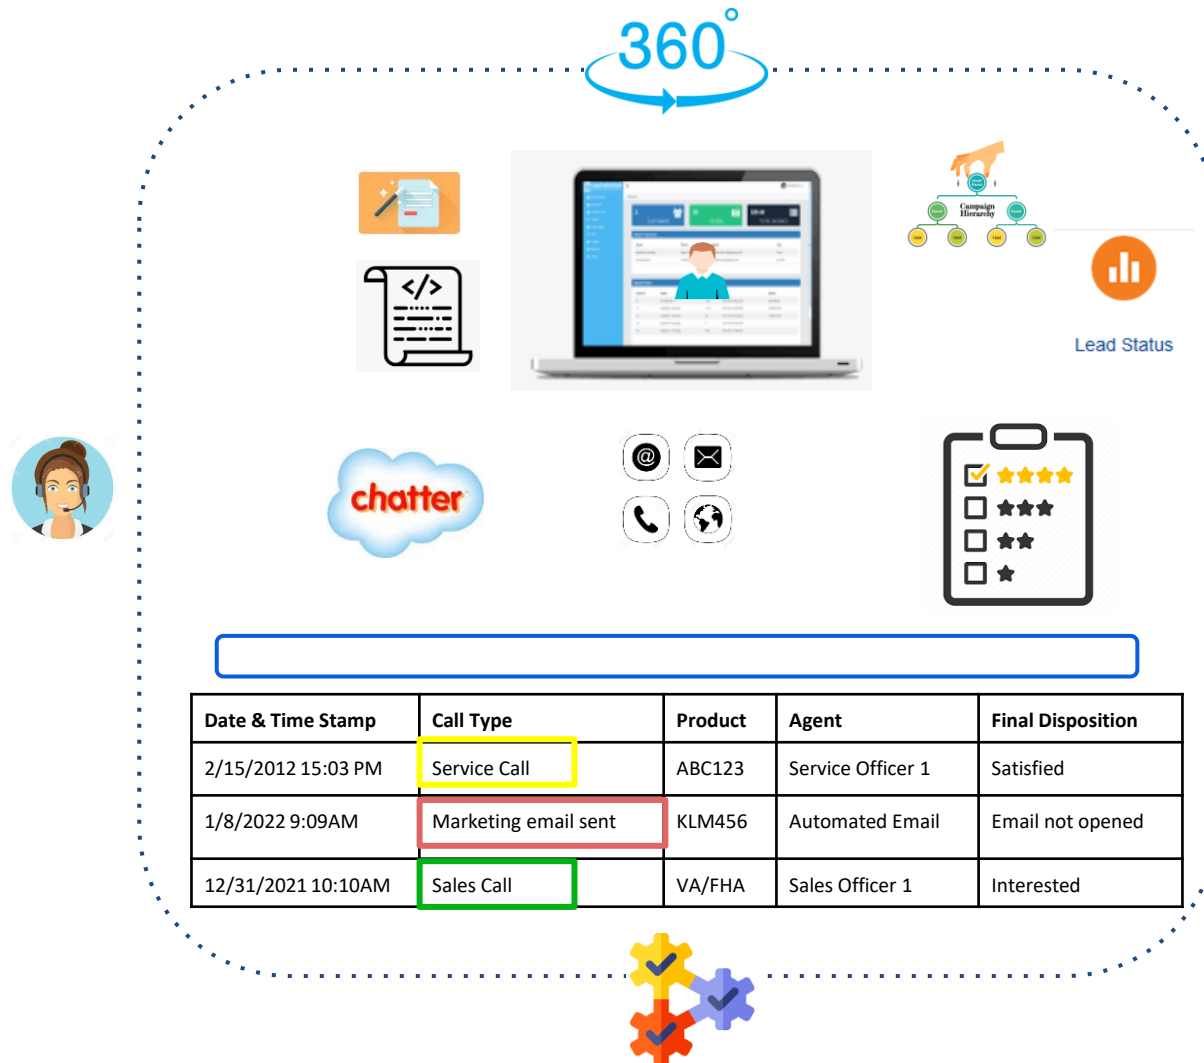 360°
Campaign
Hierarchy
Parent
Parent
Lead Status
chatter
@
</>
Date & Time Stamp Call Type Product Agent Final Disposition
2/15/2012 15:03 PM Service Call ABC123 Service Officer 1 Satisfied
1/8/2022 9:09AM Marketing email sent KLM456 Automated Email Email not opened
12/31/2021 10:10AM Sales Call VA/FHA Sales Officer 1 Interested